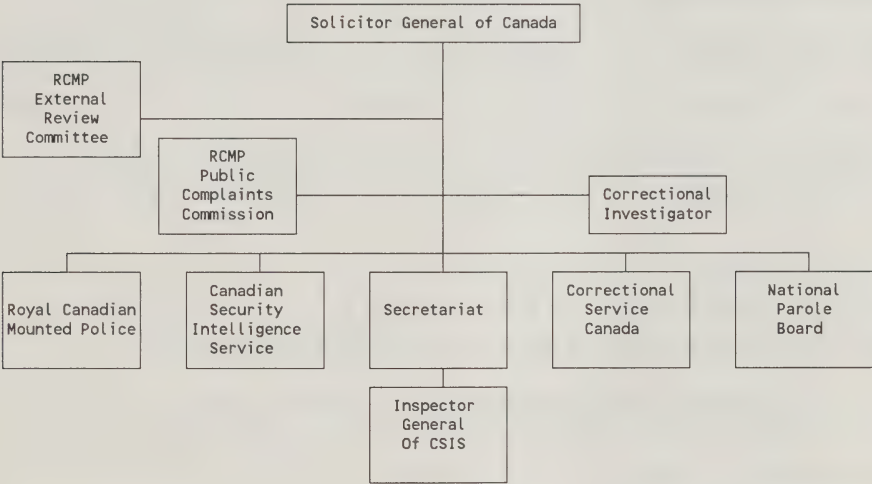 Solicitor General of Canada
RCMP
External
Review
Committee
RCMP
Public
Complaints
Commission
Correctional
Investigator
Royal Canadian
Mounted Police
Canadian
Security
Intelligence
Service
Secretariat
Correctional
Service
Canada
National
Parole
Board
Inspector
General
Of CSIS